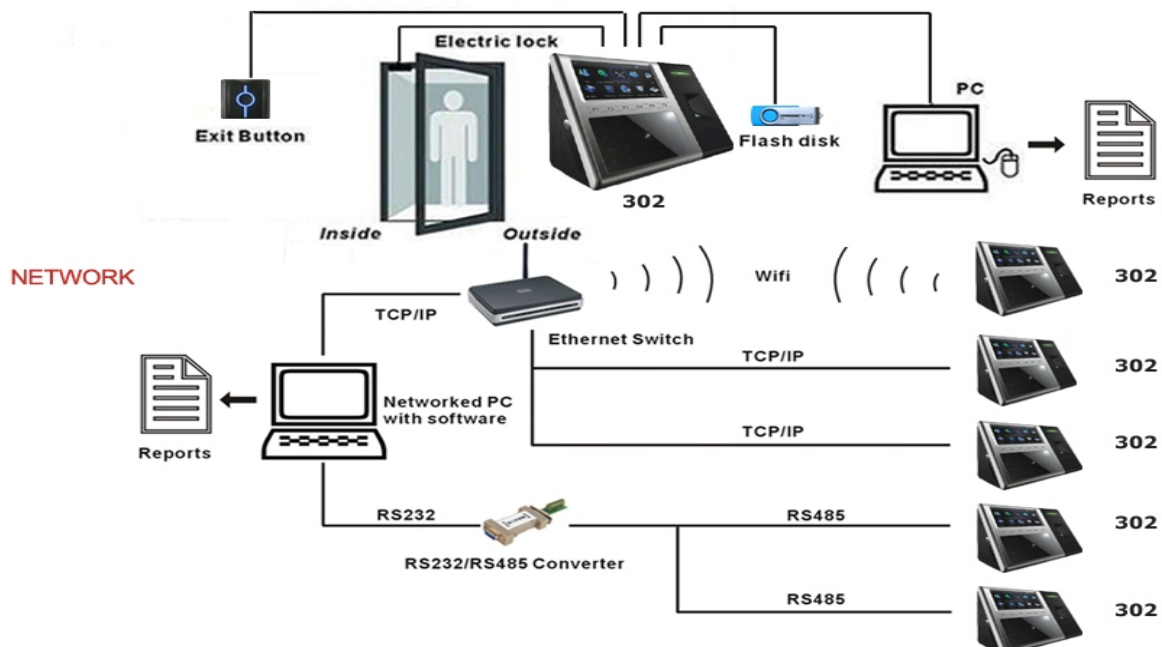 Electric lock
PC
Exit Button
Flash disk
302
Reports
Inside
Outside
NETWORK
Wifi
302
TCP/IP
Ethernet Switch
TCP/IP
302
Networked PC
with software
TCP/IP
302
Reports
RS232
RS485
302
RS232/RS485 Converter
RS485
302